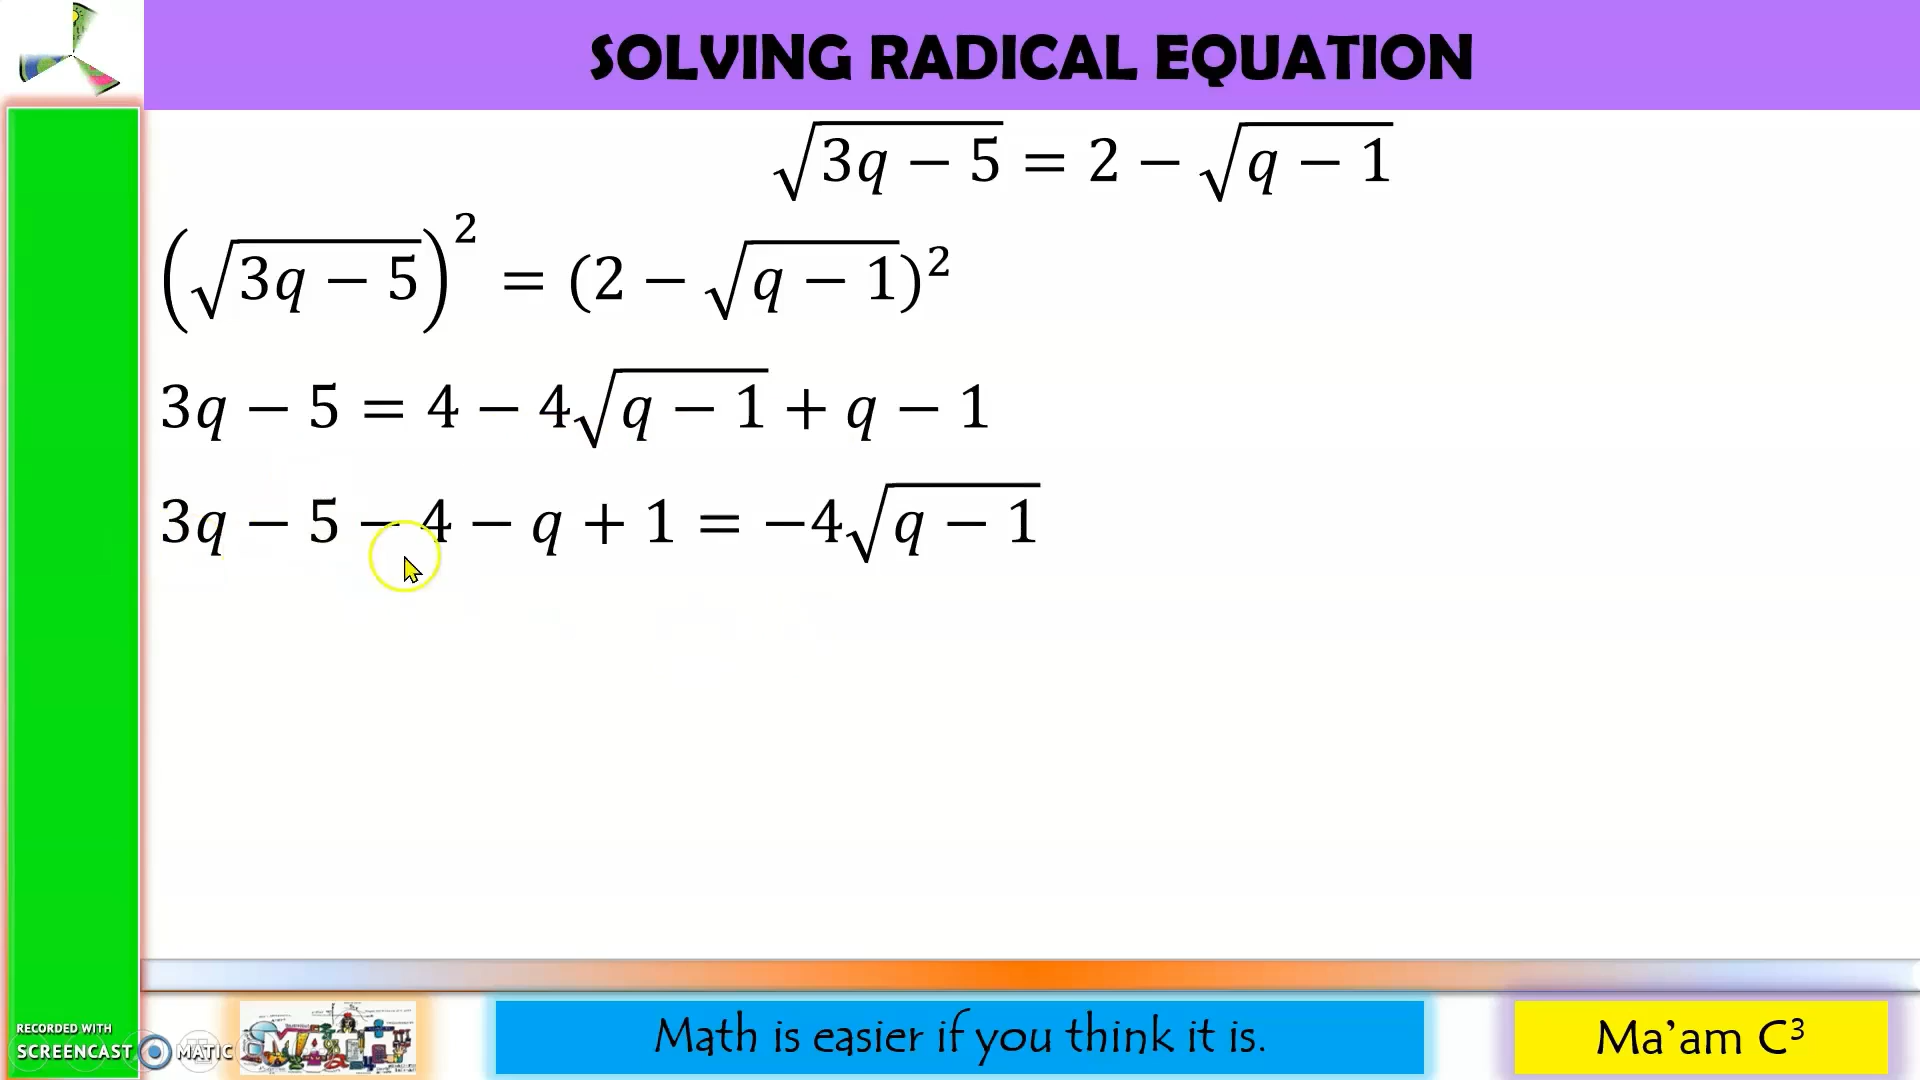 SOLVING RADICAL EQUATION
√(3q − 5) = 2 − √(q − 1)
(√(3q − 5))² = (2 − √(q − 1))²
3q − 5 = 4 − 4√(q − 1) + q − 1
3q − 5 − 4 − q + 1 = −4√(q − 1)
RECORDED WITH
SCREENCAST MATIC
MATH
Math is easier if you think it is.
Ma’am C³